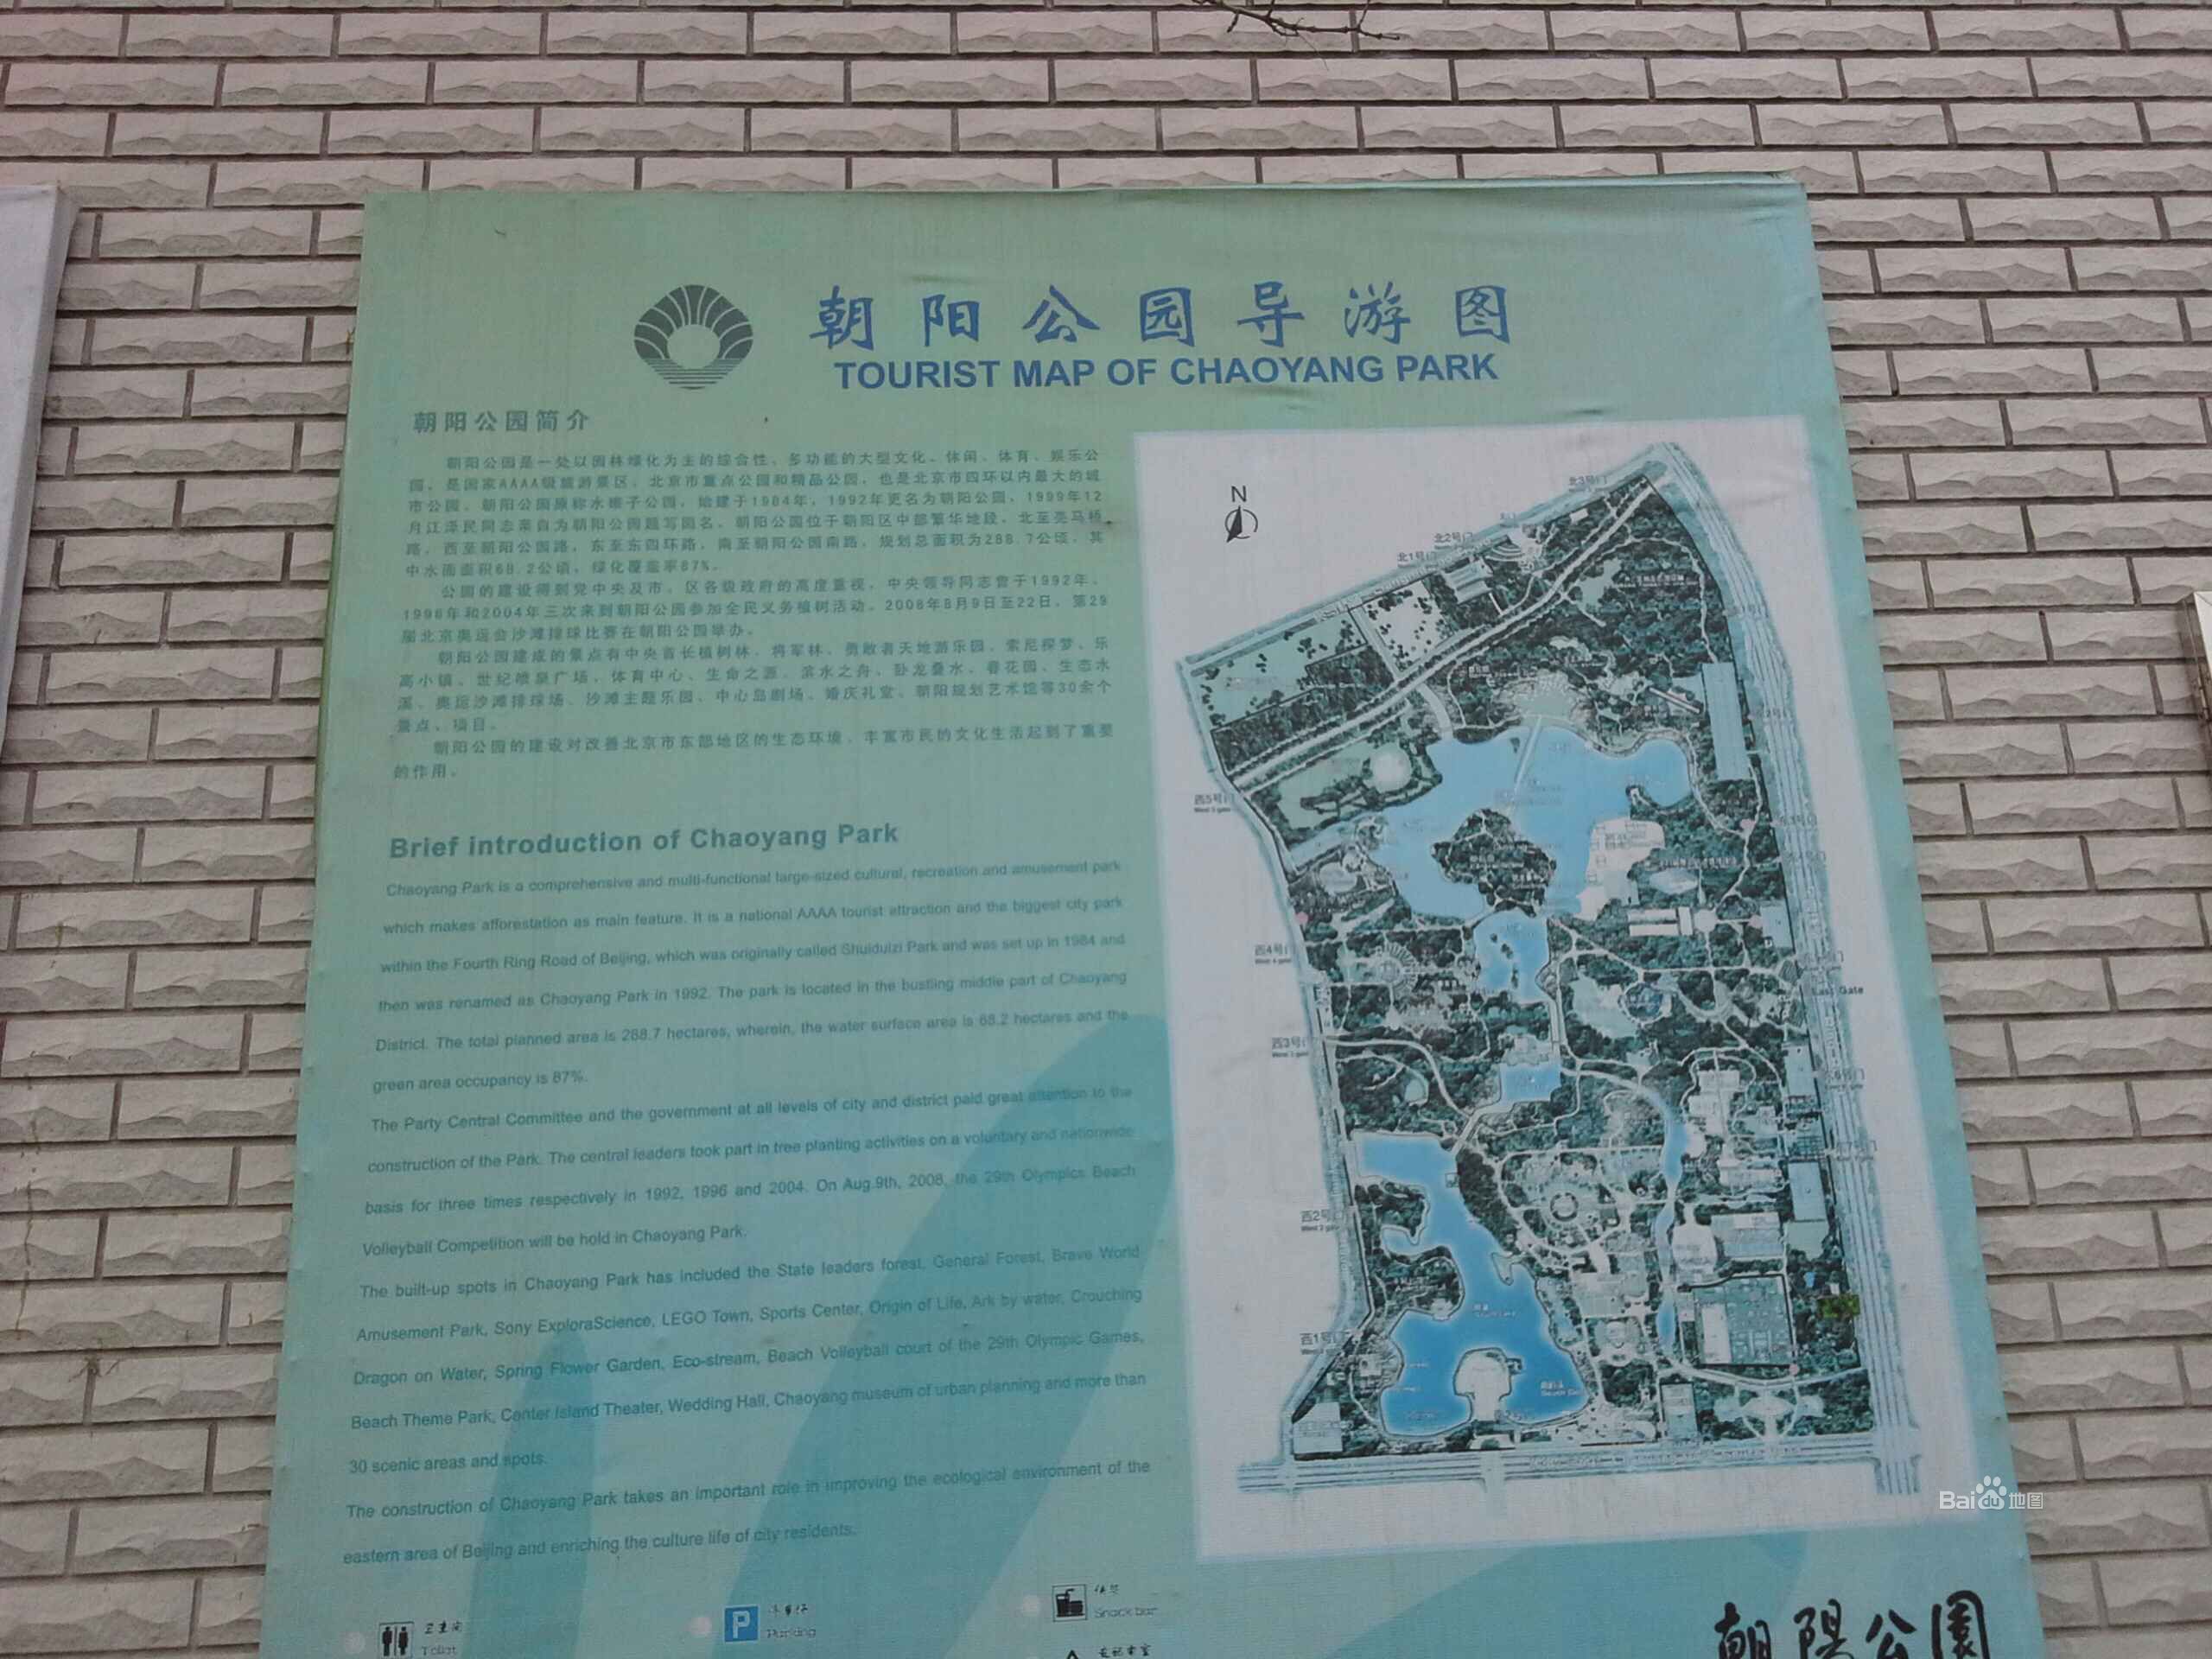 朝阳公园导游图
TOURIST MAP OF CHAOYANG PARK
朝阳公园简介
朝阳公园是一处以园林绿化为主的综合性、多功能的大型文化、休闲、体育、娱乐公
园，是国家AAAA级旅游景区，北京市重点公园和精品公园，也是北京市四环以内最大的城
市公园。朝阳公园原称水碓子公园，始建于1984年，1992年更名为朝阳公园，1999年12
月江泽民同志亲自为朝阳公园题写园名。朝阳公园位于朝阳区中部繁华地段，北至亮马桥
路，西至朝阳公园路，东至东四环路，南至朝阳公园南路，规划总面积为288.7公顷，其
中水面面积68.2公顷，绿化覆盖率87%。
公园的建设得到党中央及市、区各级政府的高度重视，中央领导同志曾于1992年、
1996年和2004年三次来到朝阳公园参加全民义务植树活动。2008年8月9日至22日，第29
届北京奥运会沙滩排球比赛在朝阳公园举办。
朝阳公园建成的景点有中央首长植树林、将军林、勇敢者天地游乐园、索尼探梦、乐
高小镇、世纪喷泉广场、体育中心、生命之源、滨水之舟、卧龙叠水、春花园、生态水
溪、奥运沙滩排球场、沙滩主题乐园、中心岛剧场、婚庆礼堂、朝阳规划艺术馆等30余个
景点、项目。
朝阳公园的建设对改善北京市东部地区的生态环境、丰富市民的文化生活起到了重要
的作用。
Brief introduction of Chaoyang Park
Chaoyang Park is a comprehensive and multi-functional large-sized cultural, recreation and amusement park
which makes afforestation as main feature. It is a national AAAA tourist attraction and the biggest city park
within the Fourth Ring Road of Beijing, which was originally called Shuiduizi Park and was set up in 1984 and
then was renamed as Chaoyang Park in 1992. The park is located in the bustling middle part of Chaoyang
District. The total planned area is 288.7 hectares, wherein, the water surface area is 68.2 hectares and the
green area occupancy is 87%.
The Party Central Committee and the government at all levels of city and district paid great attention to the
construction of the Park. The central leaders took part in tree planting activities on a voluntary and nationwide
basis for three times respectively in 1992, 1996 and 2004. On Aug.9th, 2008, the 29th Olympics Beach
Volleyball Competition will be hold in Chaoyang Park.
The built-up spots in Chaoyang Park has included the State leaders forest, General Forest, Brave World
Amusement Park, Sony ExploraScience, LEGO Town, Sports Center, Origin of Life, Ark by water, Crouching
Dragon on Water, Spring Flower Garden, Eco-stream, Beach Volleyball court of the 29th Olympic Games,
Beach Theme Park, Center Island Theater, Wedding Hall, Chaoyang museum of urban planning and more than
30 scenic areas and spots.
The construction of Chaoyang Park takes an important role in improving the ecological environment of the
eastern area of Beijing and enriching the culture life of city residents.
N
北3号门
北2号门
北1号门
西5号门
West 5 gate
西4号门
West 4 gate
西3号门
West 3 gate
西2号门
West 2 gate
西1号门
East Gate
Baidu地图
卫生间
Toilet
P
停车场
Parking
Snack bar
朝陽公園